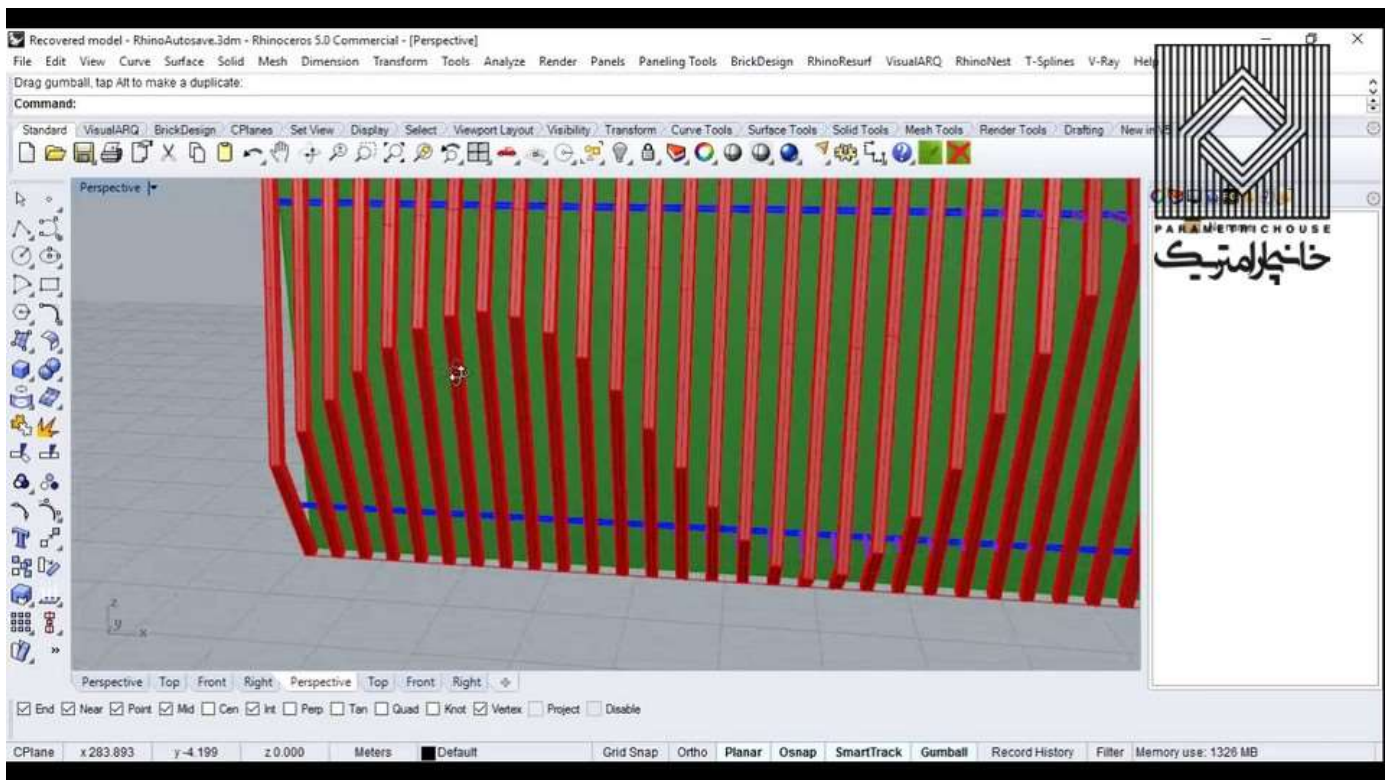 Recovered model - RhinoAutosave.3dm - Rhinoceros 5.0 Commercial - [Perspective]
File Edit View Curve Surface Solid Mesh Dimension Transform Tools Analyze Render Panels Paneling Tools BrickDesign RhinoResurf VisualARQ RhinoNest T-Splines V-Ray Help
Drag gumball, tap Alt to make a duplicate:
Command:
Standard VisualARQ BrickDesign CPlanes Set View Display Select Viewport Layout Visibility Transform Curve Tools Surface Tools Solid Tools Mesh Tools Render Tools Drafting New in
Perspective
PARAMETRICHOUSE
خانه پارامتریک
z
y x
Perspective Top Front Right Perspective Top Front Right
End Near Point Mid Cen Int Perp Tan Quad Knot Vertex Project Disable
CPlane x 283.893 y -4.199 z 0.000 Meters Default Grid Snap Ortho Planar Osnap SmartTrack Gumball Record History Filter Memory use: 1326 MB